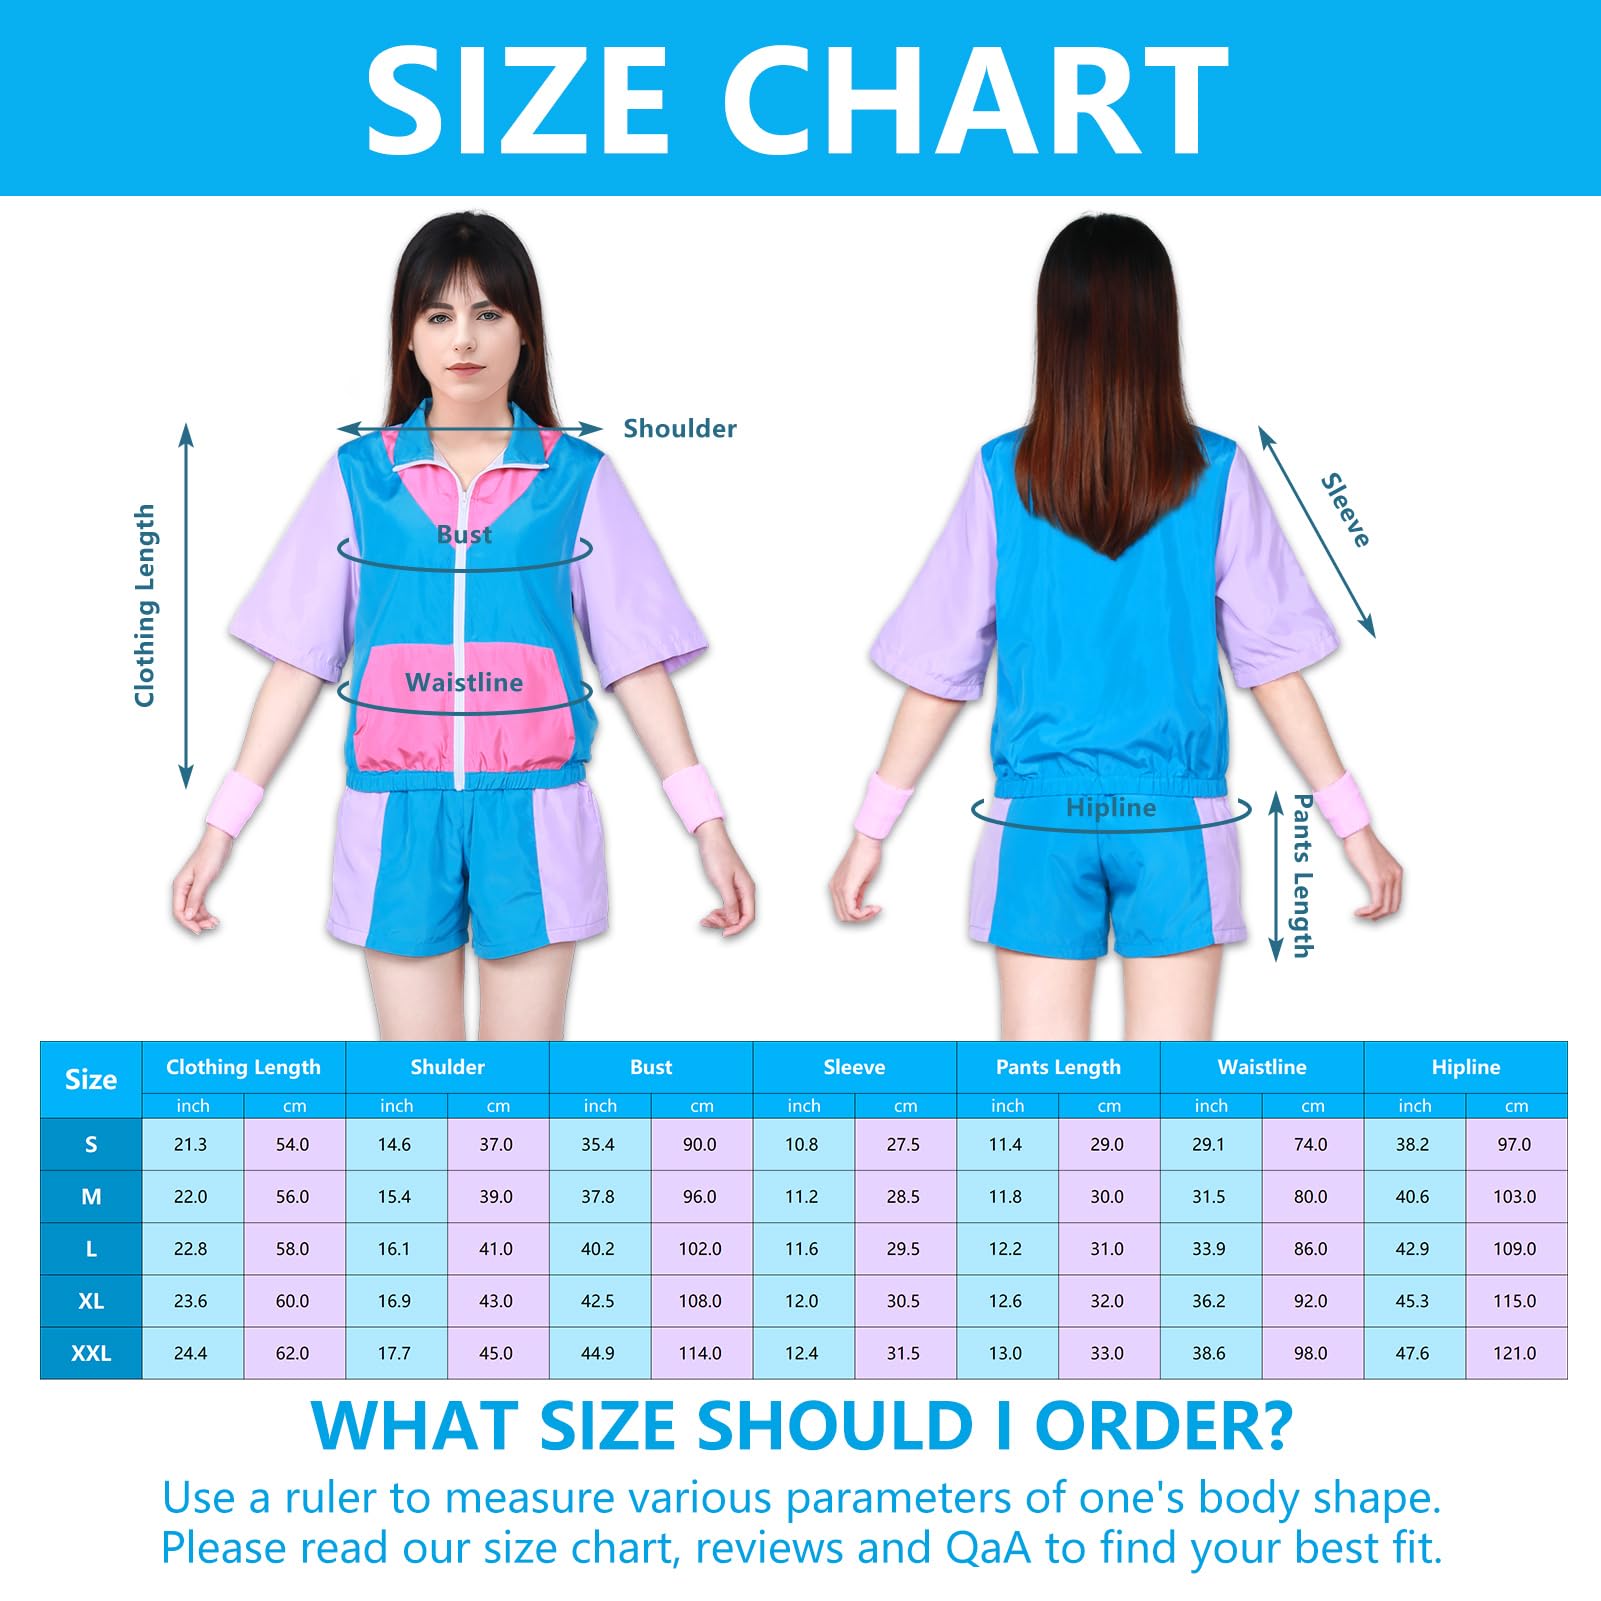 SIZE CHART
Shoulder
Clothing Length
Bust
Waistline
Sleeve
Hipline
Pants Length
Size Clothing Length Shulder Bust Sleeve Pants Length Waistline Hipline
inch cm inch cm inch cm inch cm inch cm inch cm inch cm
S 21.3 54.0 14.6 37.0 35.4 90.0 10.8 27.5 11.4 29.0 29.1 74.0 38.2 97.0
M 22.0 56.0 15.4 39.0 37.8 96.0 11.2 28.5 11.8 30.0 31.5 80.0 40.6 103.0
L 22.8 58.0 16.1 41.0 40.2 102.0 11.6 29.5 12.2 31.0 33.9 86.0 42.9 109.0
XL 23.6 60.0 16.9 43.0 42.5 108.0 12.0 30.5 12.6 32.0 36.2 92.0 45.3 115.0
XXL 24.4 62.0 17.7 45.0 44.9 114.0 12.4 31.5 13.0 33.0 38.6 98.0 47.6 121.0
WHAT SIZE SHOULD I ORDER?
Use a ruler to measure various parameters of one's body shape.
Please read our size chart, reviews and QaA to find your best fit.